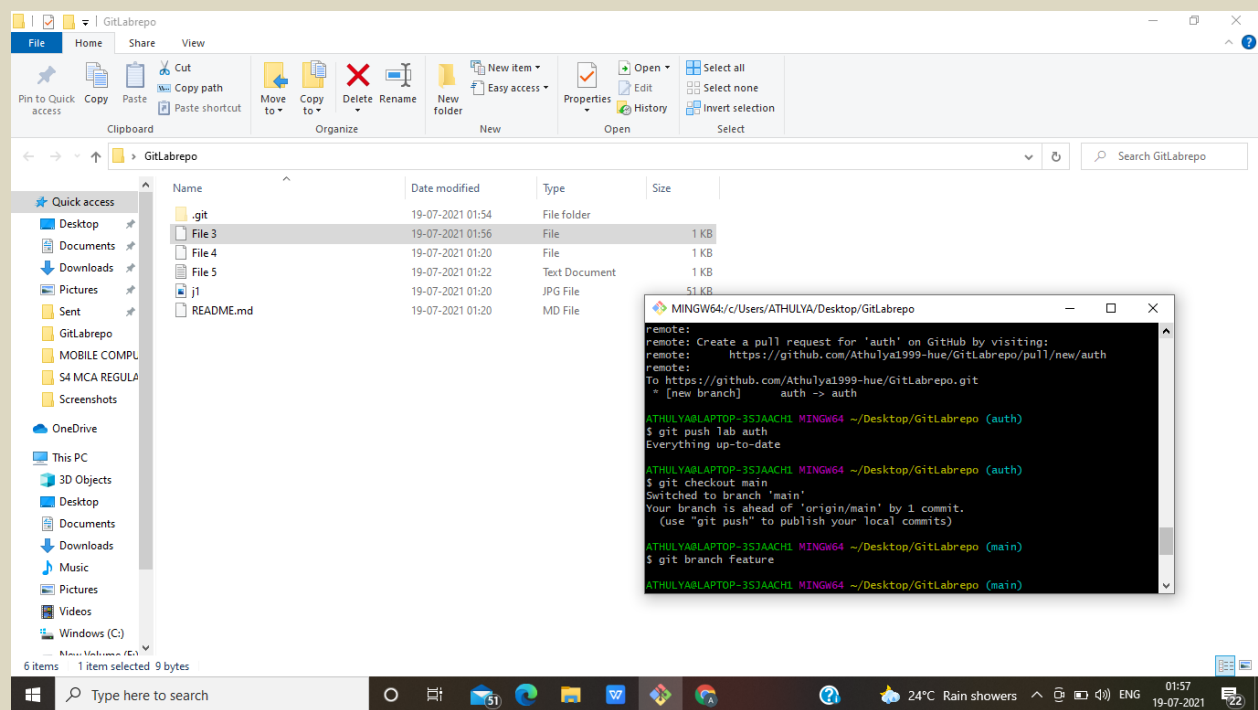 GitLabrepo
File Home Share View
Pin to Quick access
Copy
Paste
Cut
Copy path
Paste shortcut
Clipboard
Move to
Copy to
Delete
Rename
Organize
New folder
New item
Easy access
New
Properties
Open
Edit
History
Open
Select all
Select none
Invert selection
Select
GitLabrepo
Search GitLabrepo
Quick access
Desktop
Documents
Downloads
Pictures
Sent
GitLabrepo
MOBILE COMPU
S4 MCA REGULA
Screenshots
OneDrive
This PC
3D Objects
Desktop
Documents
Downloads
Music
Pictures
Videos
Windows (C:)
Name Date modified Type Size
.git 19-07-2021 01:54 File folder
File 3 19-07-2021 01:56 File 1 KB
File 4 19-07-2021 01:20 File 1 KB
File 5 19-07-2021 01:22 Text Document 1 KB
j1 19-07-2021 01:20 JPG File 51 KB
README.md 19-07-2021 01:20 MD File
MINGW64:/c/Users/ATHULYA/Desktop/GitLabrepo
remote:
remote: Create a pull request for 'auth' on GitHub by visiting:
remote:      https://github.com/Athulya1999-hue/GitLabrepo/pull/new/auth
remote:
To https://github.com/Athulya1999-hue/GitLabrepo.git
 * [new branch]      auth -> auth
ATHULYA@LAPTOP-3SJAACH1 MINGW64 ~/Desktop/GitLabrepo (auth)
$ git push lab auth
Everything up-to-date
ATHULYA@LAPTOP-3SJAACH1 MINGW64 ~/Desktop/GitLabrepo (auth)
$ git checkout main
Switched to branch 'main'
Your branch is ahead of 'origin/main' by 1 commit.
  (use "git push" to publish your local commits)
ATHULYA@LAPTOP-3SJAACH1 MINGW64 ~/Desktop/GitLabrepo (main)
$ git branch feature
ATHULYA@LAPTOP-3SJAACH1 MINGW64 ~/Desktop/GitLabrepo (main)
6 items 1 item selected 9 bytes
Type here to search
51
24°C Rain showers
ENG
01:57
19-07-2021
22